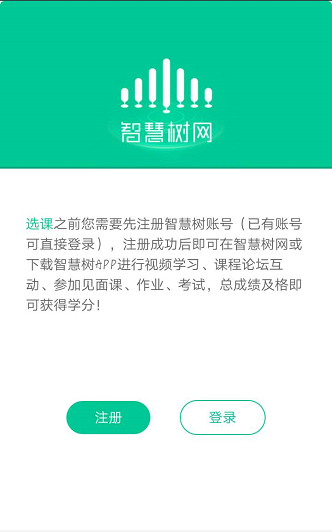 智慧树网
选课之前您需要先注册智慧树账号（已有账号
可直接登录），注册成功后即可在智慧树网或
下载智慧树APP进行视频学习、课程论坛互
动、参加见面课、作业、考试，总成绩及格即
可获得学分！
注册
登录